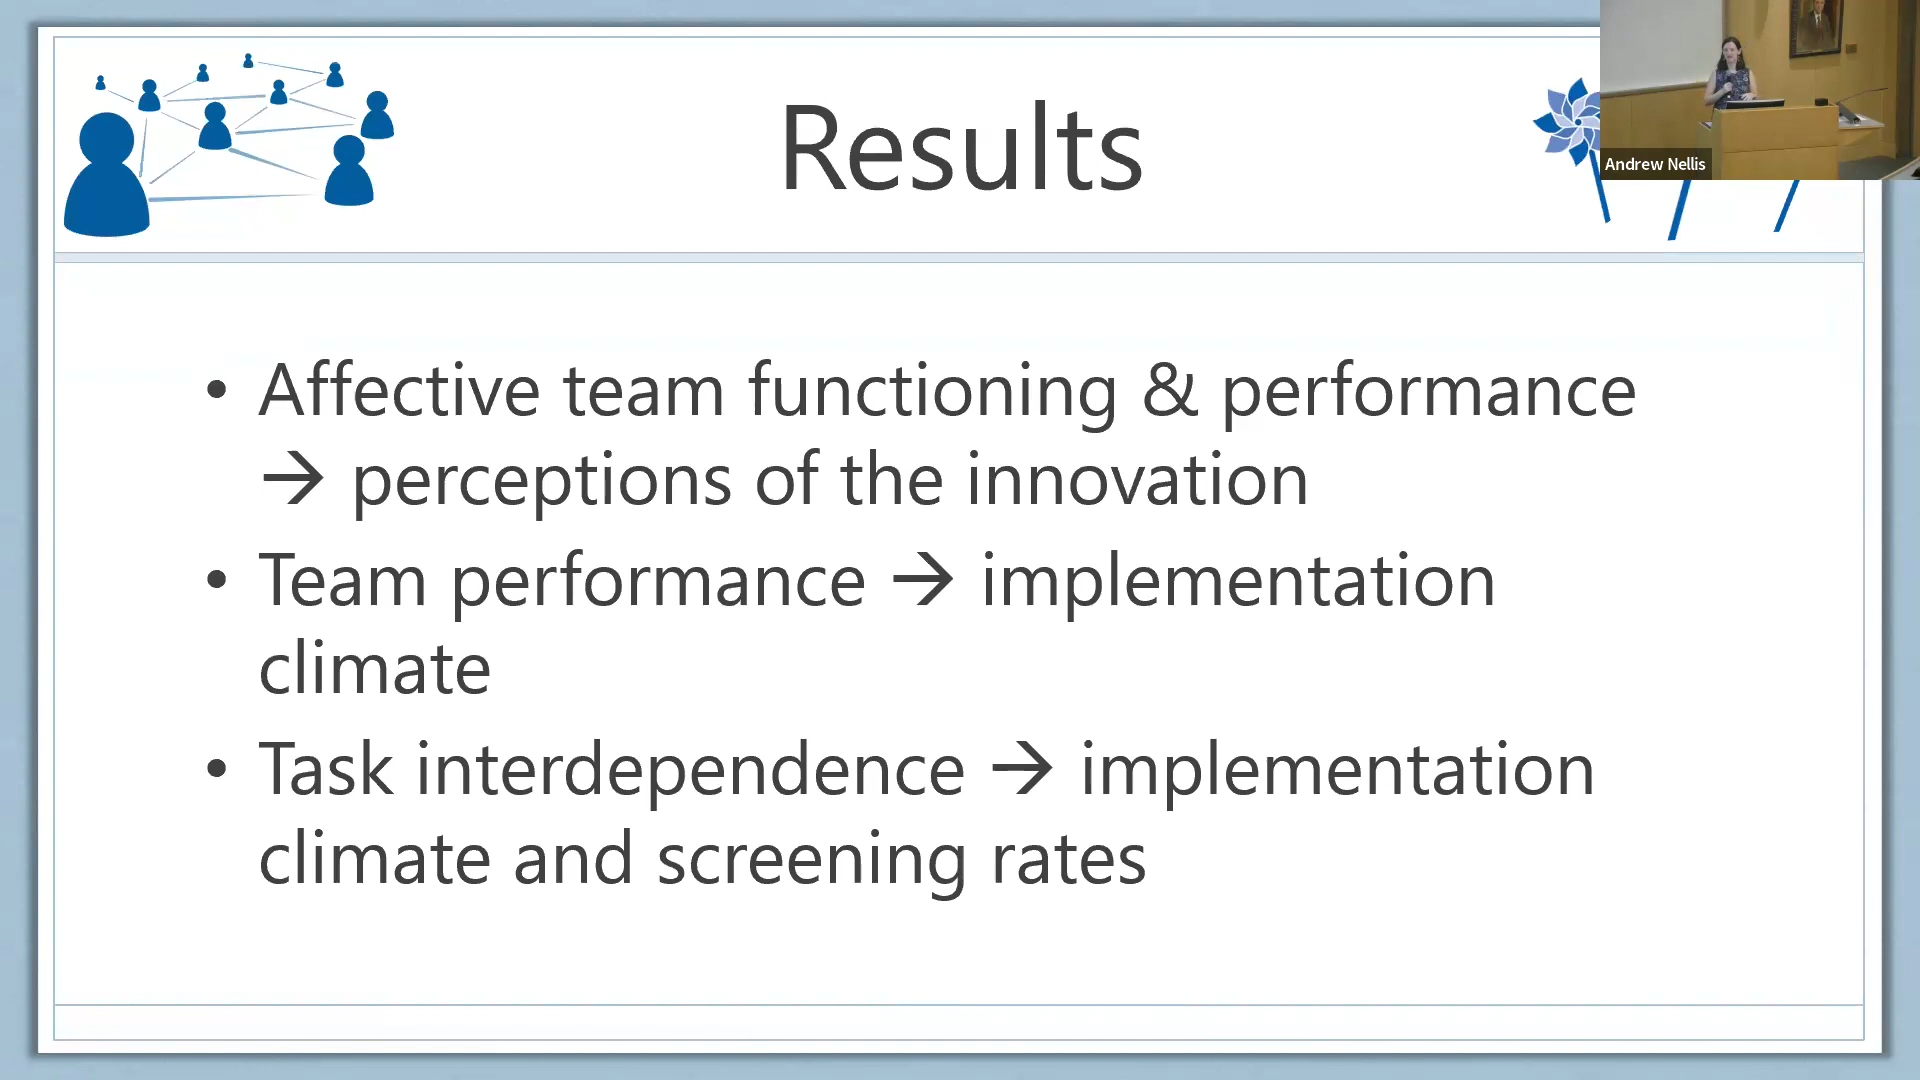 Results
Andrew Nellis
• Affective team functioning & performance
→ perceptions of the innovation
• Team performance → implementation
climate
• Task interdependence → implementation
climate and screening rates